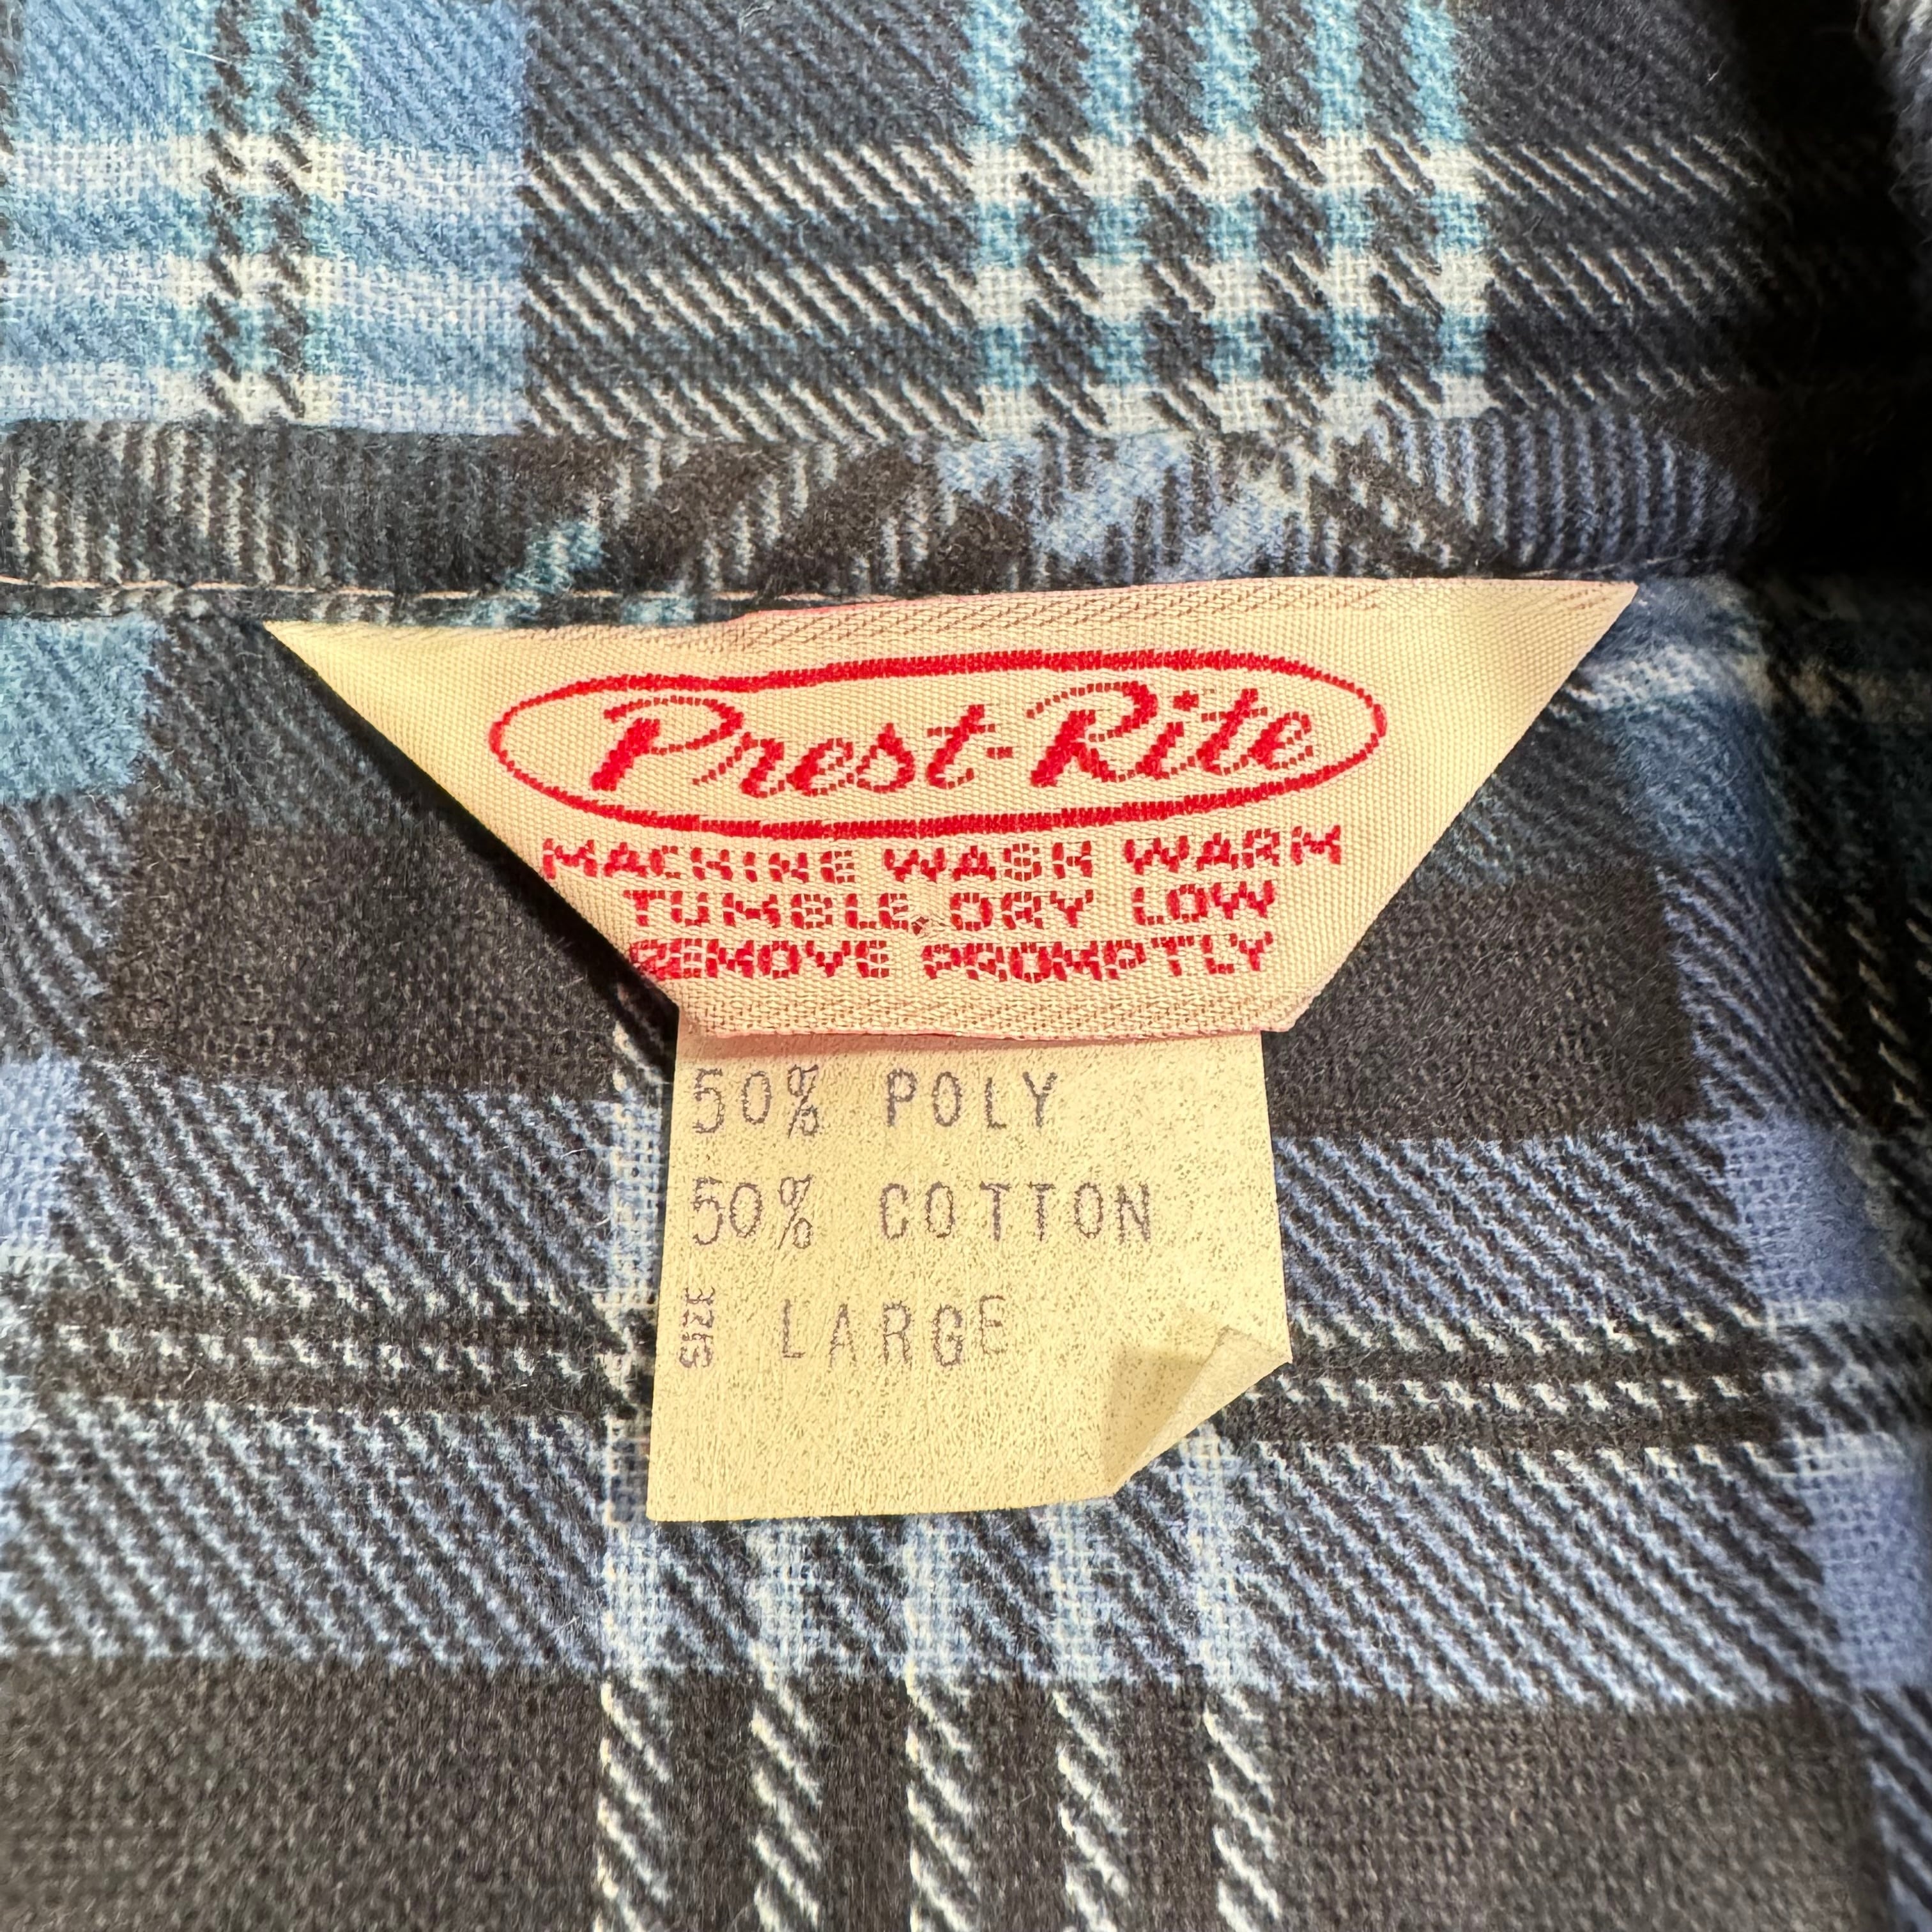 Prest-Rite
MACHINE WASH WARM
TUMBLE DRY LOW
REMOVE PROMPTLY
50% POLY
50% COTTON
SIZE LARGE